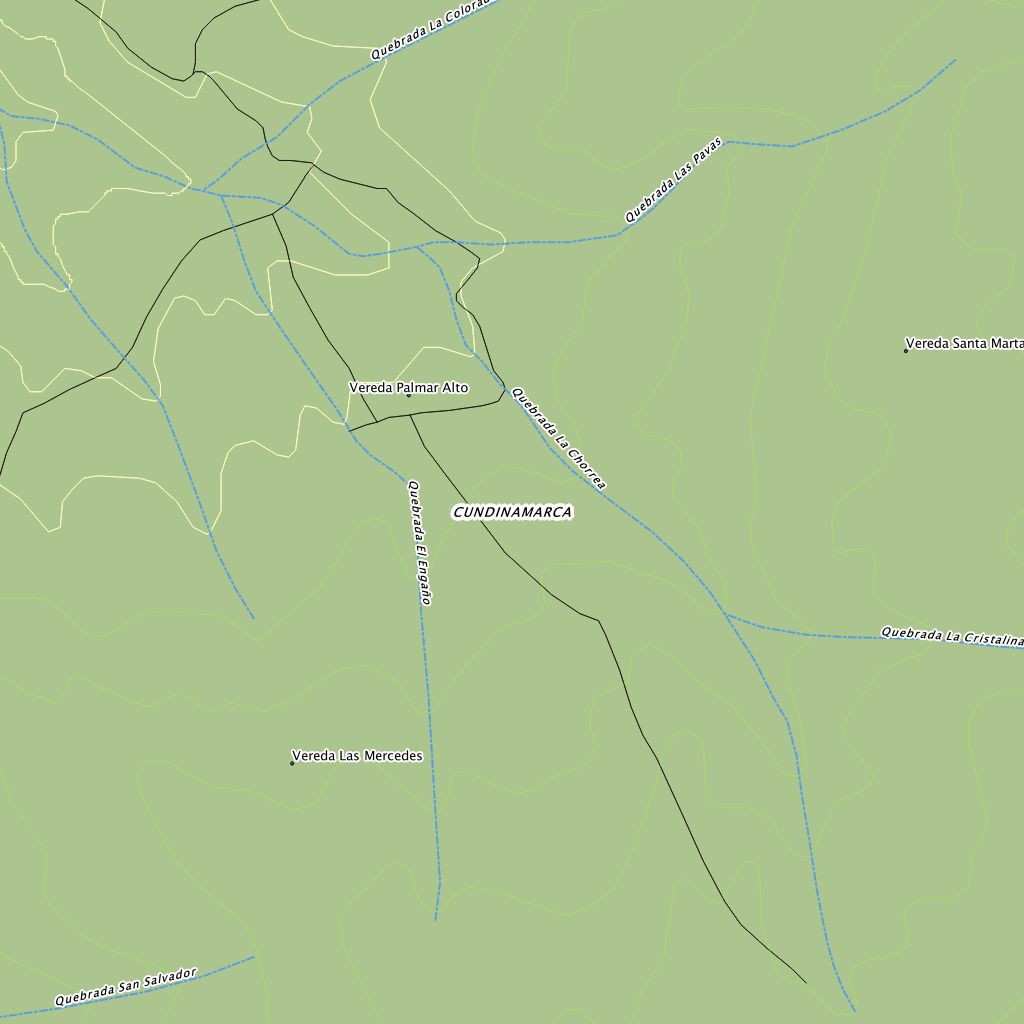 Quebrada La Colorad
Quebrada Las Pavas
Vereda Santa Marta
Vereda Palmar Alto
Quebrada La Chorrea
Quebrada El Engaño
CUNDINAMARCA
Quebrada La Cristalina
Vereda Las Mercedes
Quebrada San Salvador